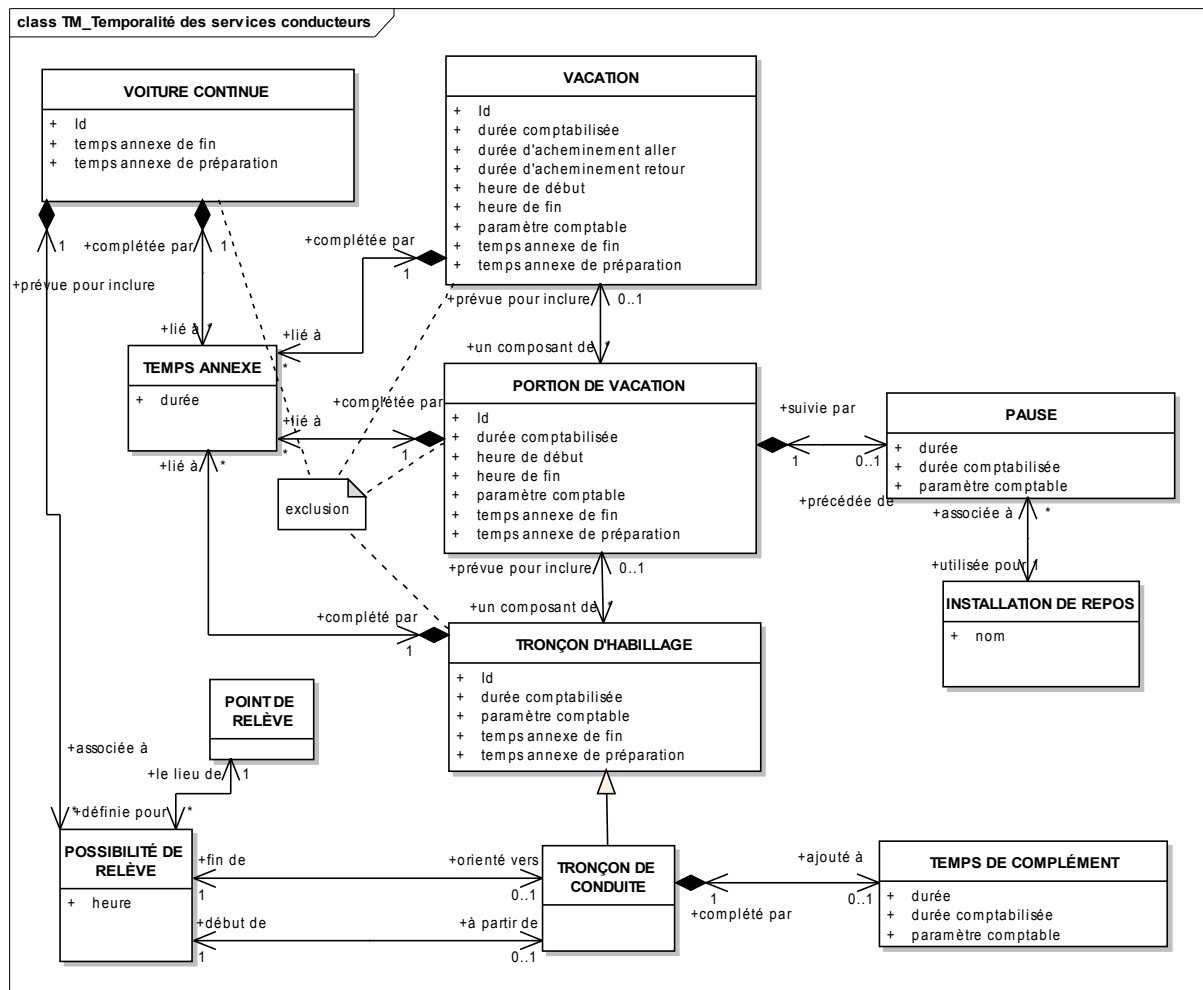 class TM_Temporalité des services conducteurs
VOITURE CONTINUE
+ Id
+ temps annexe de fin
+ temps annexe de préparation
VACATION
+ Id
+ durée comptabilisée
+ durée d'acheminement aller
+ durée d'acheminement retour
+ heure de début
+ heure de fin
+ paramètre comptable
+ temps annexe de fin
+ temps annexe de préparation
1
+complétée par
1
+prévue pour inclure
+complétée par
1
+prévue pour inclure
0..1
+lié à
*
+lié à
*
+un composant de
*
TEMPS ANNEXE
+ durée
PORTION DE VACATION
+ Id
+ durée comptabilisée
+ heure de début
+ heure de fin
+ paramètre comptable
+ temps annexe de fin
+ temps annexe de préparation
+complétée par
1
+lié à
*
+lié à
*
exclusion
+suivie par
1
0..1
+précédée de
PAUSE
+ durée
+ durée comptabilisée
+ paramètre comptable
+associée à
*
+utilisée pour
1
INSTALLATION DE REPOS
+ nom
+prévue pour inclure
0..1
+un composant de
*
+complété par
1
TRONÇON D'HABILLAGE
+ Id
+ durée comptabilisée
+ paramètre comptable
+ temps annexe de fin
+ temps annexe de préparation
POINT DE
RELÈVE
+associée à
*
+le lieu de
1
+définie pour
*
POSSIBILITÉ DE
RELÈVE
+ heure
+fin de
1
+orienté vers
0..1
+début de
1
+à partir de
0..1
TRONÇON DE
CONDUITE
+ajouté à
0..1
1
+complété par
TEMPS DE COMPLÉMENT
+ durée
+ durée comptabilisée
+ paramètre comptable